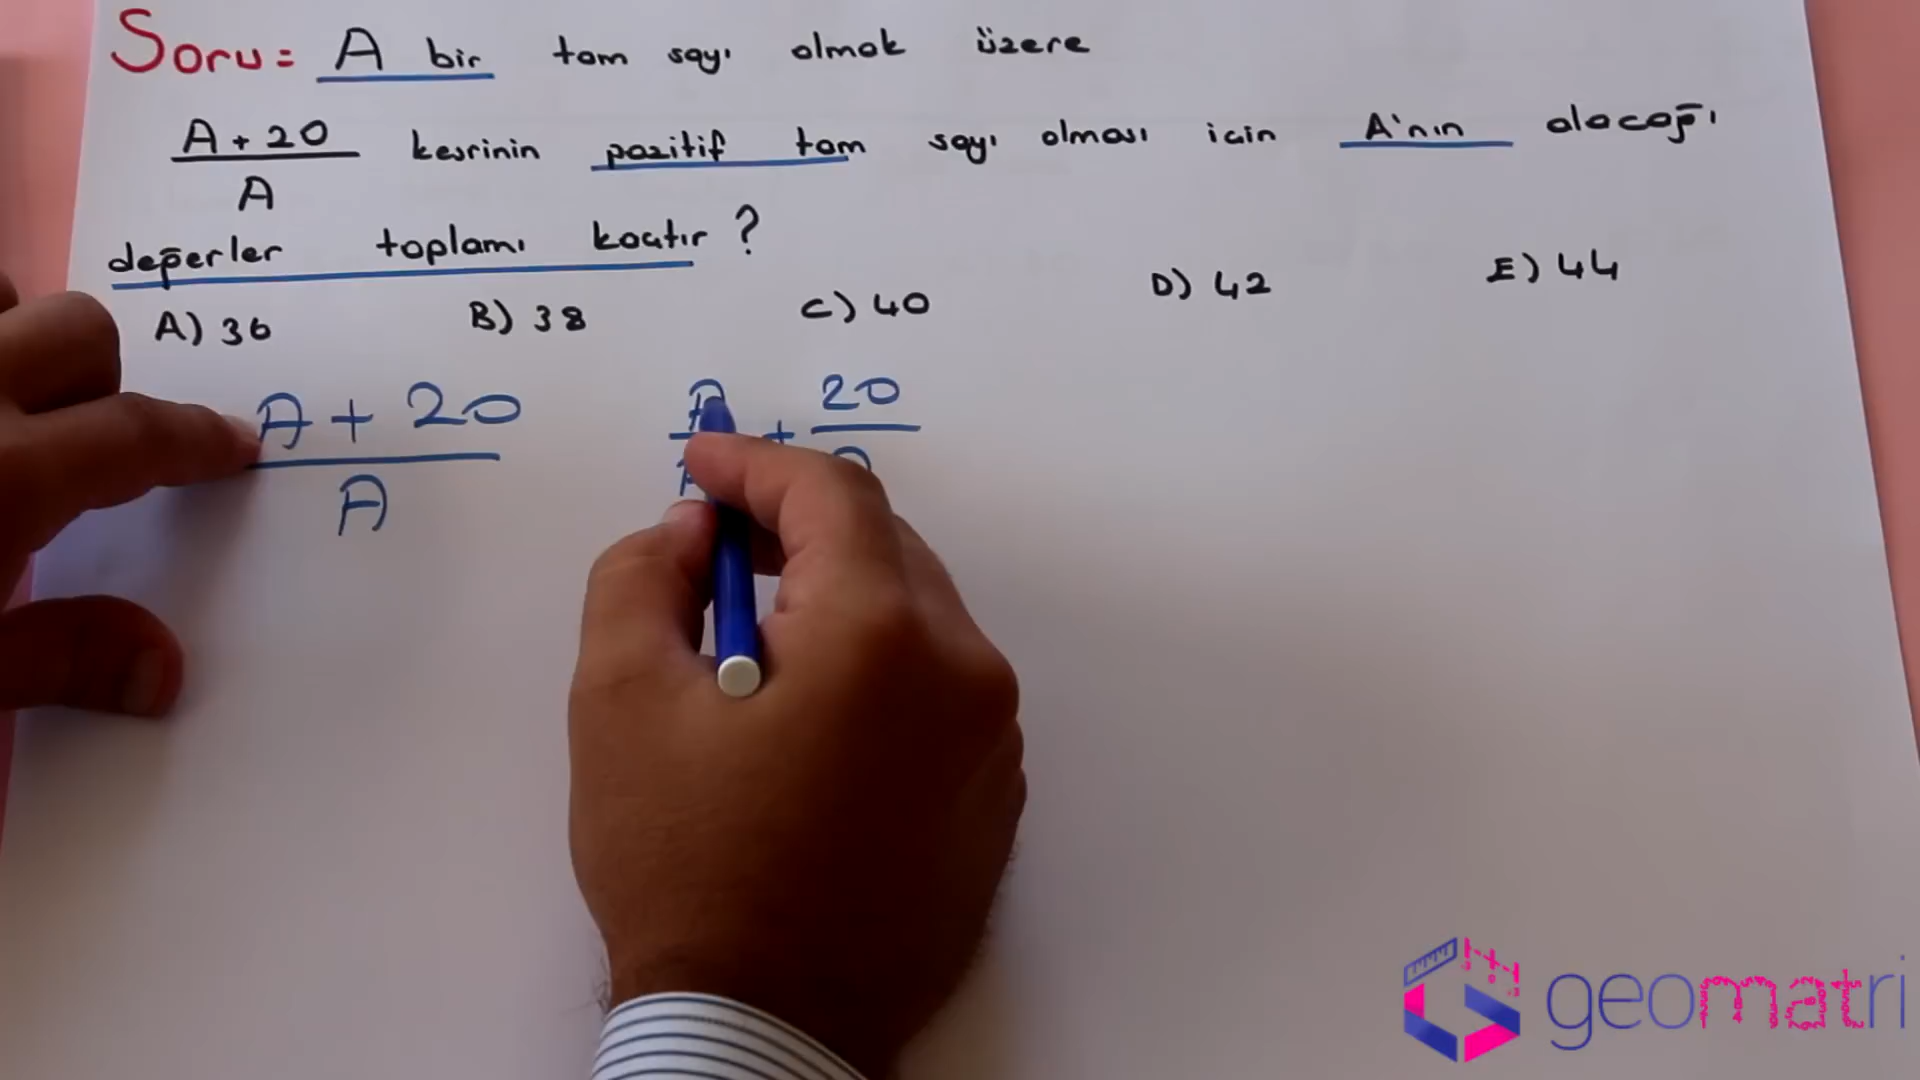 Soru: A bir tam sayı olmak üzere
A + 20 / A kesrinin pozitif tam sayı olması için A'nın alacağı
değerler toplamı kaçtır ?
A) 36 B) 38 C) 40 D) 42 E) 44
A + 20 / A A + 20
geomatri